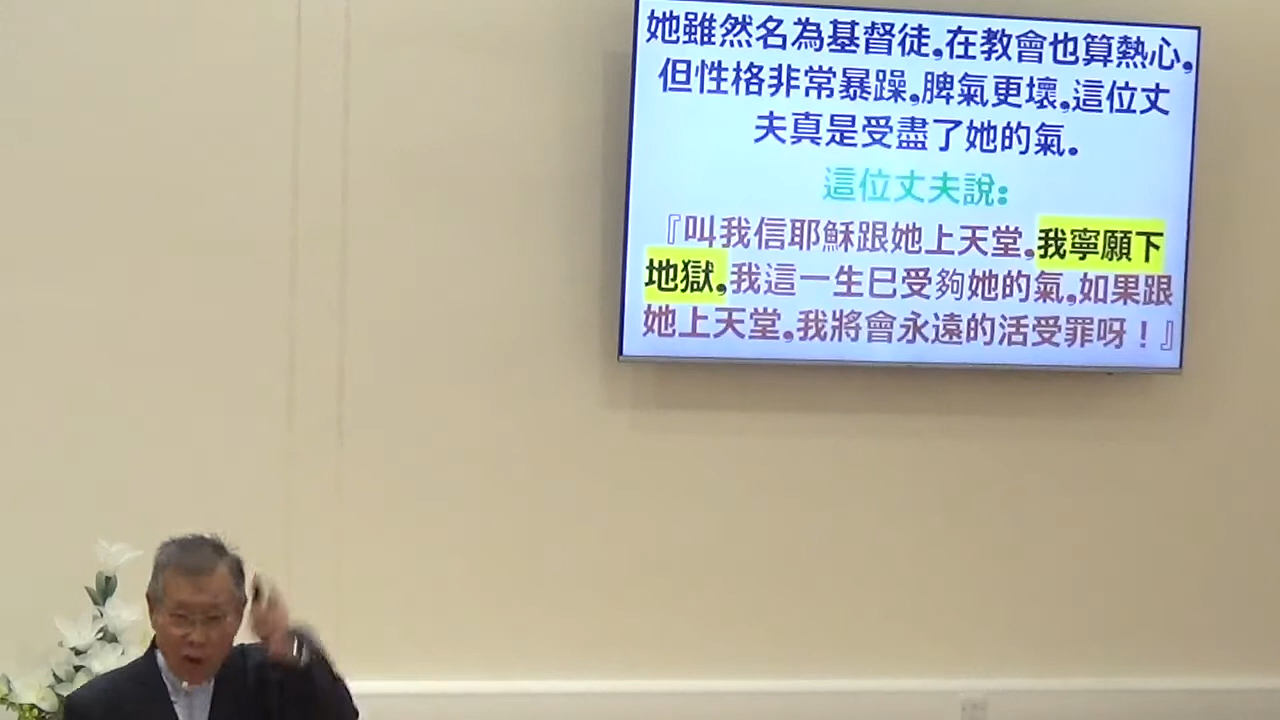 她雖然名為基督徒,在教會也算熱心,
但性格非常暴躁,脾氣更壞,這位丈
夫真是受盡了她的氣。
這位丈夫說:
『叫我信耶穌跟她上天堂,我寧願下
地獄,我這一生已受夠她的氣,如果跟
她上天堂,我將會永遠的活受罪呀！』